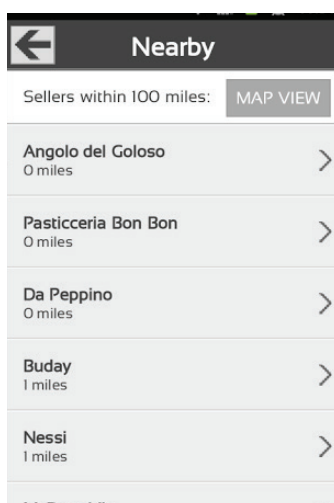 Nearby
Sellers within 100 miles: MAP VIEW
Angolo del Goloso
0 miles
Pasticceria Bon Bon
0 miles
Da Peppino
0 miles
Buday
1 miles
Nessi
1 miles